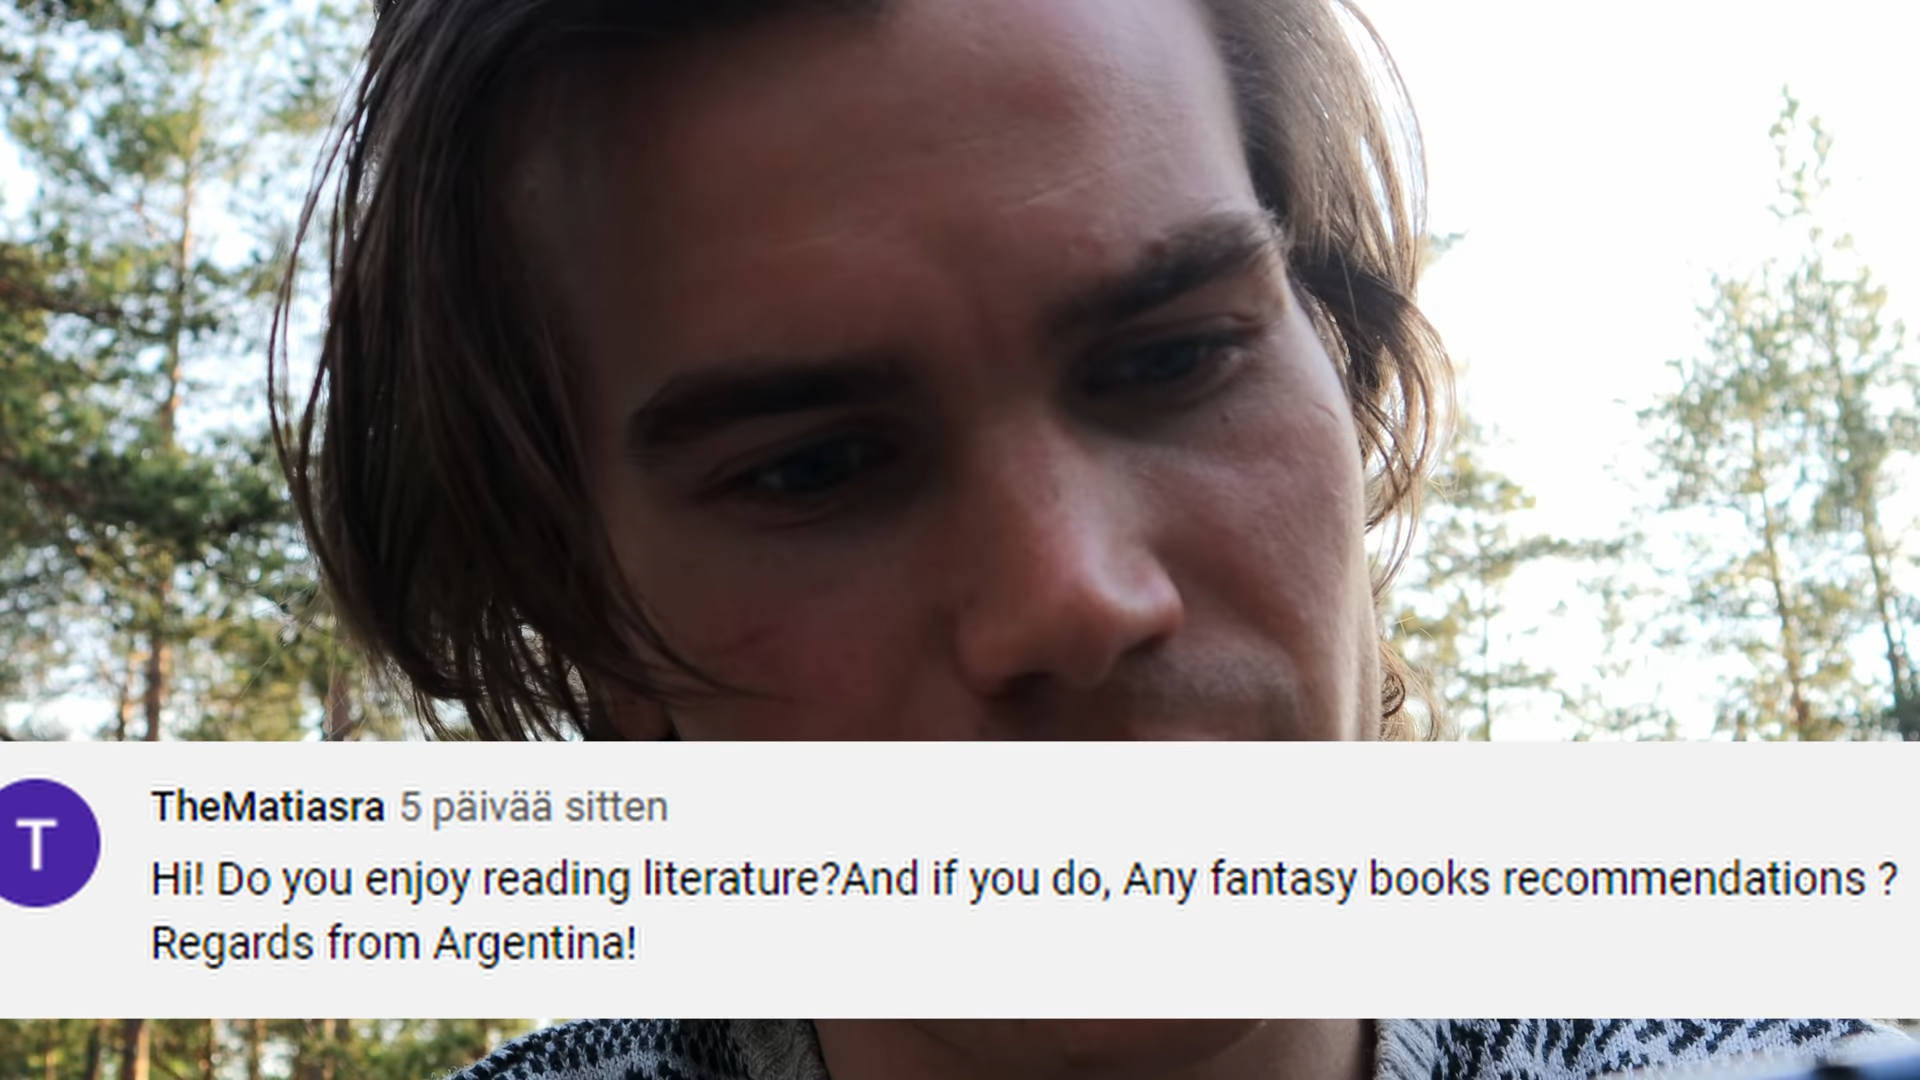 T
TheMatiasra 5 päivää sitten
Hi! Do you enjoy reading literature?And if you do, Any fantasy books recommendations ?
Regards from Argentina!